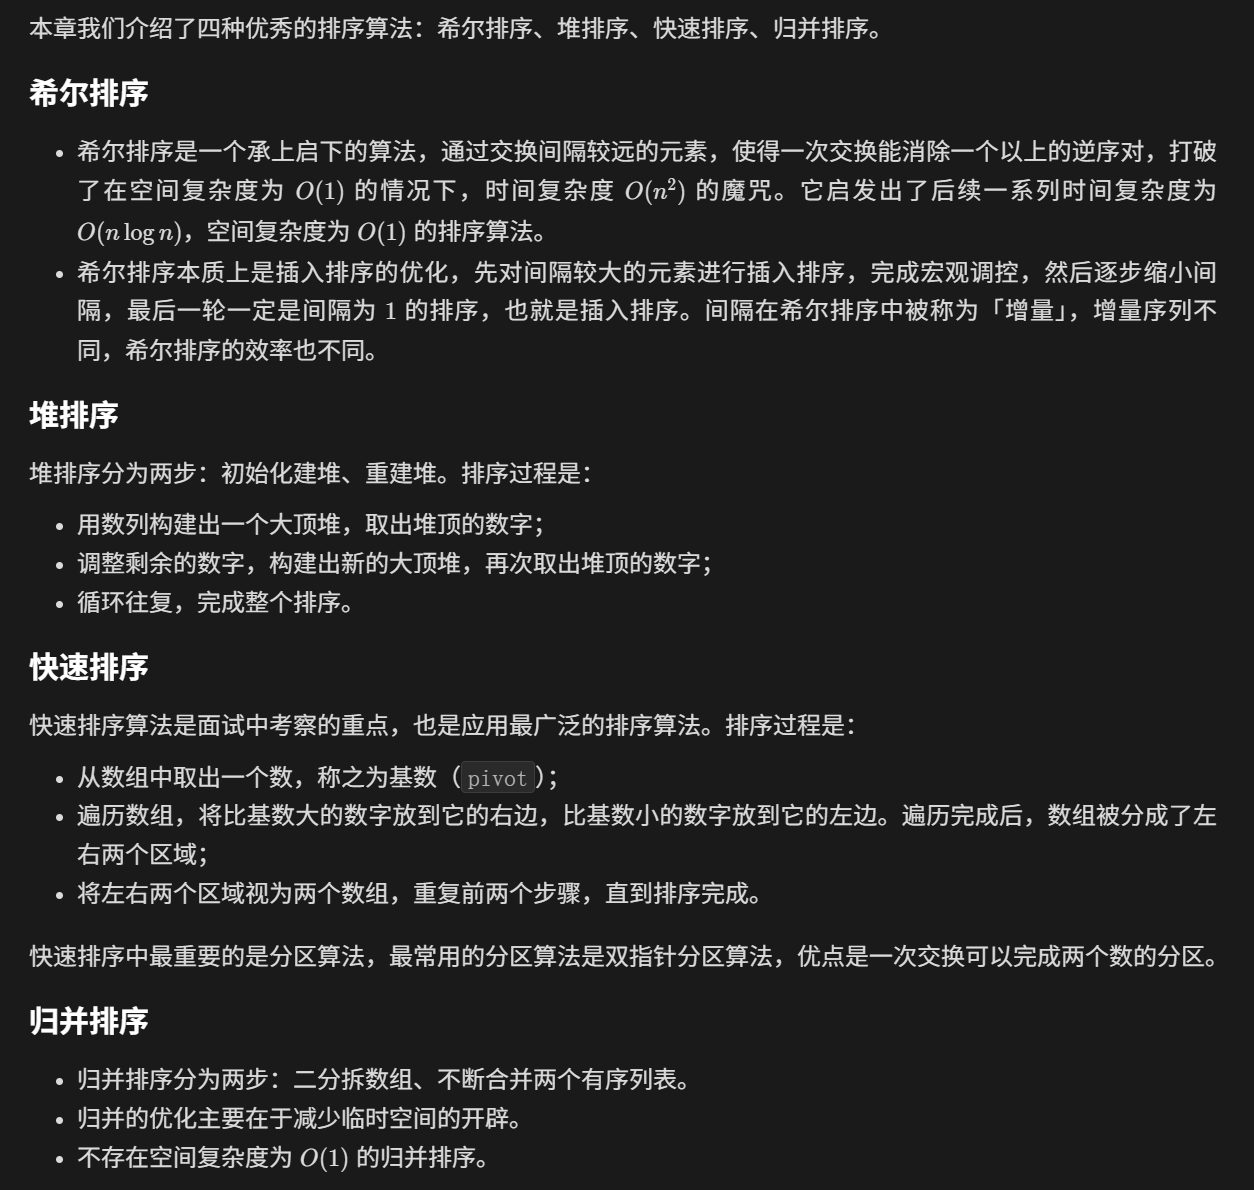 本章我们介绍了四种优秀的排序算法：希尔排序、堆排序、快速排序、归并排序。
希尔排序
• 希尔排序是一个承上启下的算法，通过交换间隔较远的元素，使得一次交换能消除一个以上的逆序对，打破
了在空间复杂度为 O(1) 的情况下，时间复杂度 O(n²) 的魔咒。它启发出了后续一系列时间复杂度为
O(n log n)，空间复杂度为 O(1) 的排序算法。
• 希尔排序本质上是插入排序的优化，先对间隔较大的元素进行插入排序，完成宏观调控，然后逐步缩小间
隔，最后一轮一定是间隔为 1 的排序，也就是插入排序。间隔在希尔排序中被称为「增量」，增量序列不
同，希尔排序的效率也不同。
堆排序
堆排序分为两步：初始化建堆、重建堆。排序过程是：
• 用数列构建出一个大顶堆，取出堆顶的数字；
• 调整剩余的数字，构建出新的大顶堆，再次取出堆顶的数字；
• 循环往复，完成整个排序。
快速排序
快速排序算法是面试中考察的重点，也是应用最广泛的排序算法。排序过程是：
• 从数组中取出一个数，称之为基数（pivot）；
• 遍历数组，将比基数大的数字放到它的右边，比基数小的数字放到它的左边。遍历完成后，数组被分成了左
右两个区域；
• 将左右两个区域视为两个数组，重复前两个步骤，直到排序完成。
快速排序中最重要的是分区算法，最常用的分区算法是双指针分区算法，优点是一次交换可以完成两个数的分区。
归并排序
• 归并排序分为两步：二分拆数组、不断合并两个有序列表。
• 归并的优化主要在于减少临时空间的开辟。
• 不存在空间复杂度为 O(1) 的归并排序。